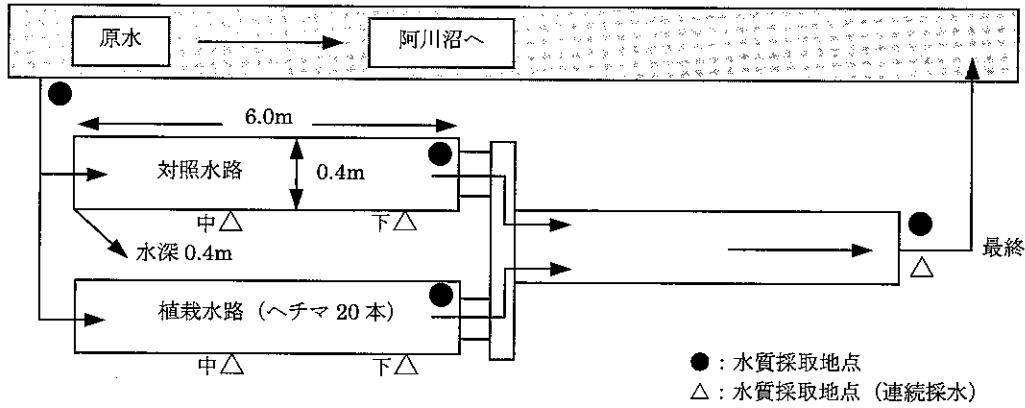 原水
阿川沼へ
6.0m
対照水路
0.4m
中△
下△
水深 0.4m
最終
植栽水路(ヘチマ 20 本)
中△
下△
●:水質採取地点
△:水質採取地点(連続採水)